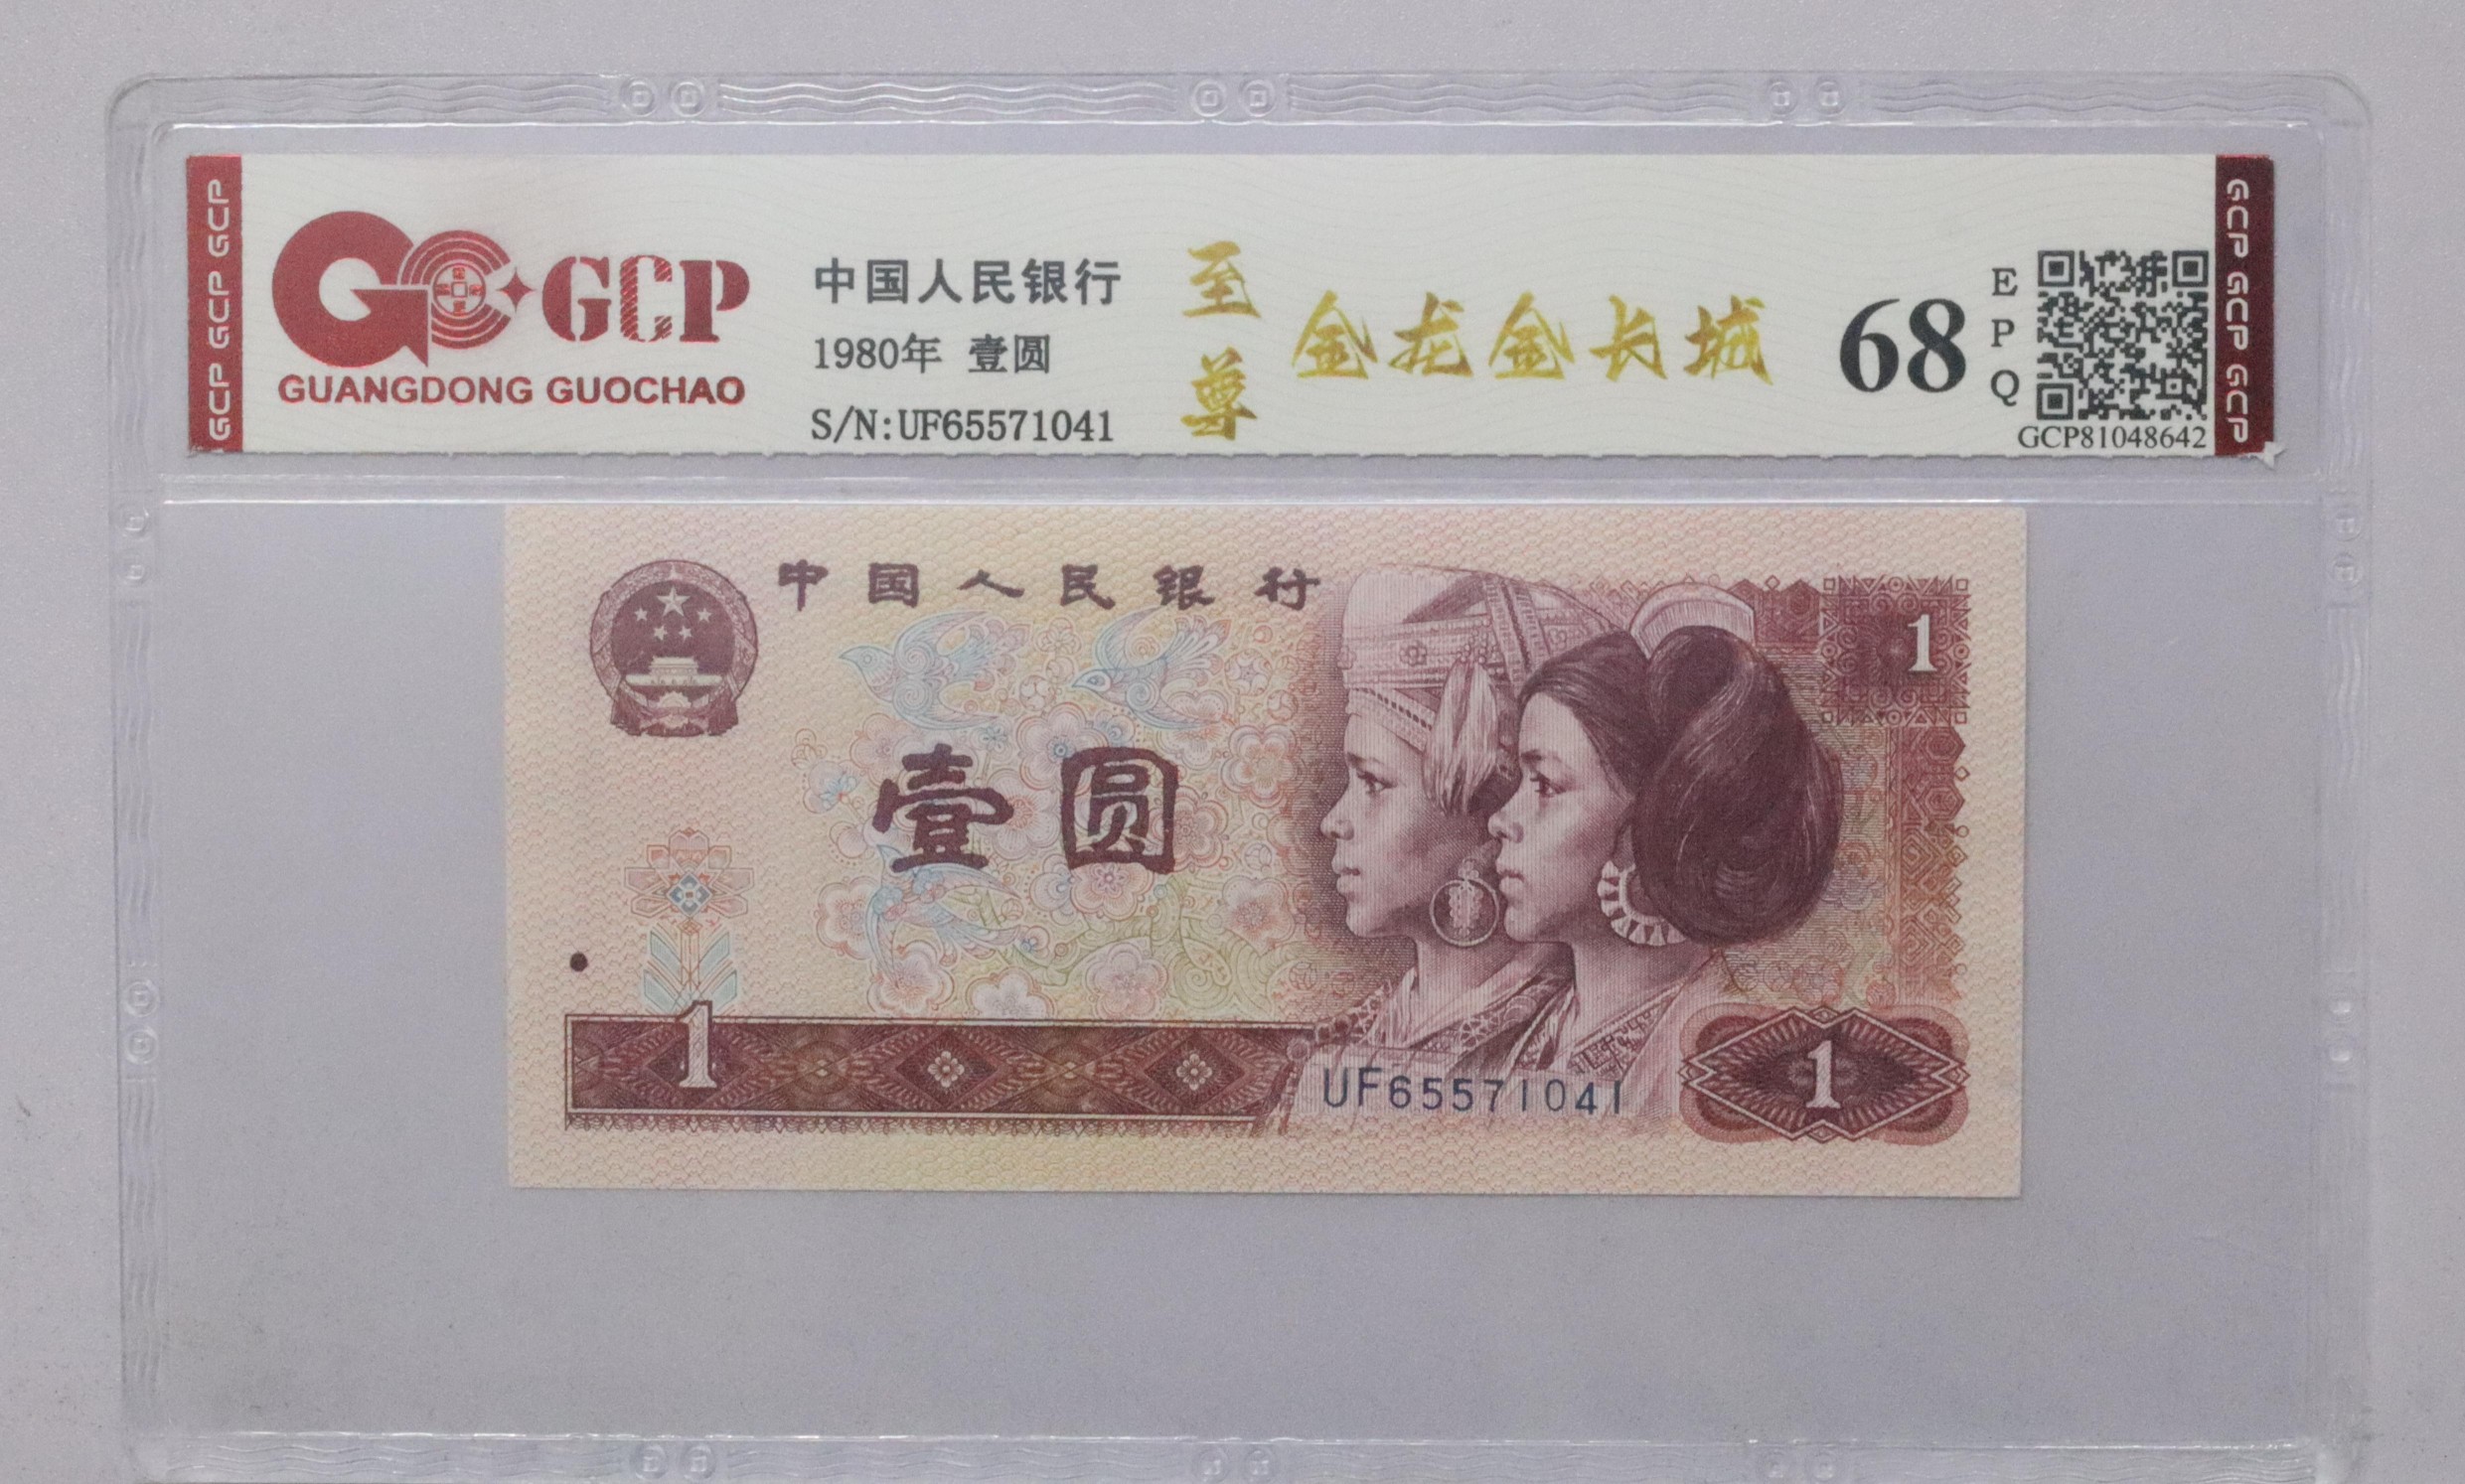 GCP GCP GCP
GCP
GUANGDONG GUOCHAO
中国人民银行
1980年 壹圆
S/N:UF65571041
至尊
金龙金长城
68
EPQ
GCP81048642
GCP GCP GCP
中国人民银行
1
壹圆
1
UF65571041
1